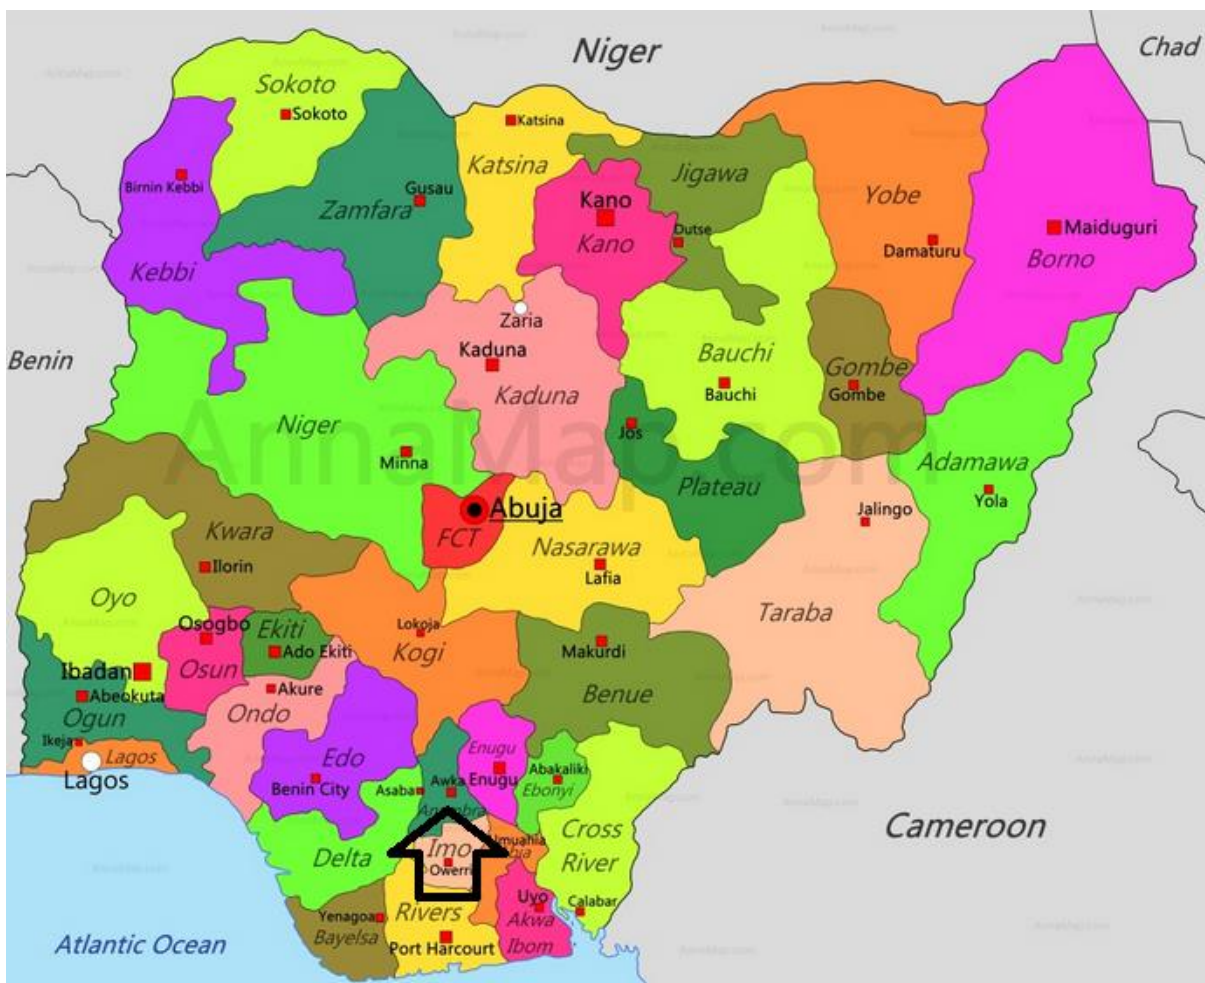 Niger
Chad
Sokoto
Sokoto
Katsina
Katsina
Birnin Kebbi
Gusau
Zamfara
Jigawa
Kano
Kano
Dutse
Yobe
Damaturu
Maiduguri
Borno
Kebbi
Zaria
Kaduna
Kaduna
Benin
Bauchi
Bauchi
Gombe
Gombe
Niger
Minna
Jos
Plateau
Adamawa
Yola
AnnaMap.com
Abuja
FCT
Jalingo
Kwara
Ilorin
Nasarawa
Lafia
Oyo
Taraba
Osogbo
Ekiti
Ado Ekiti
Lokoja
Kogi
Makurdi
Benue
Ibadan
Osun
Abeokuta
Ogun
Akure
Ondo
Ikeja
Lagos
Lagos
Edo
Benin City
Enugu
Enugu
Abakaliki
Ebonyi
Asaba
Awka
Cross
River
Cameroon
Delta
Imo
Owerri
Uyo
Akwa
Ibom
Calabar
Yenagoa
Bayelsa
Rivers
Port Harcourt
Atlantic Ocean